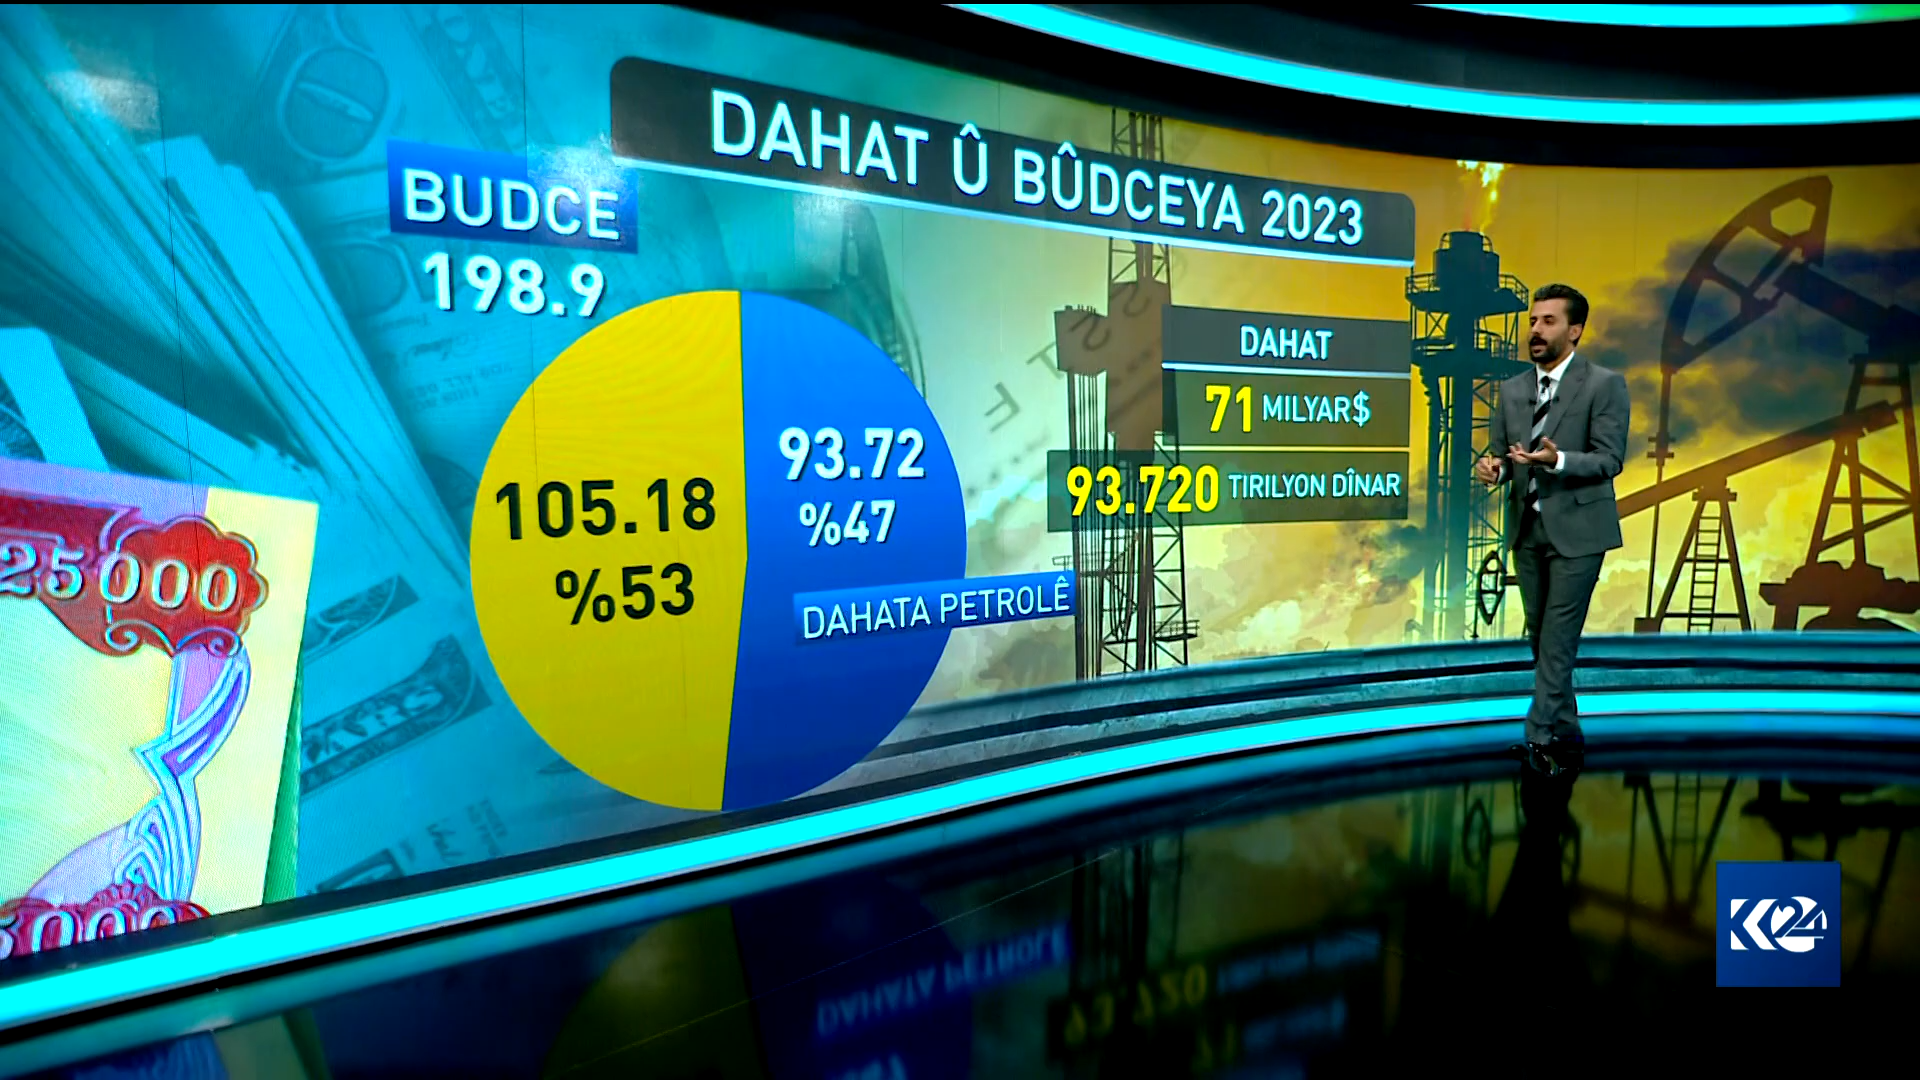 DAHAT Û BÛDCEYA 2023
BUDCE
198.9
105.18
%53
93.72
%47
DAHATA PETROLÊ
DAHAT
71 MILYAR$
93.720 TIRILYON DÎNAR
25000
K24